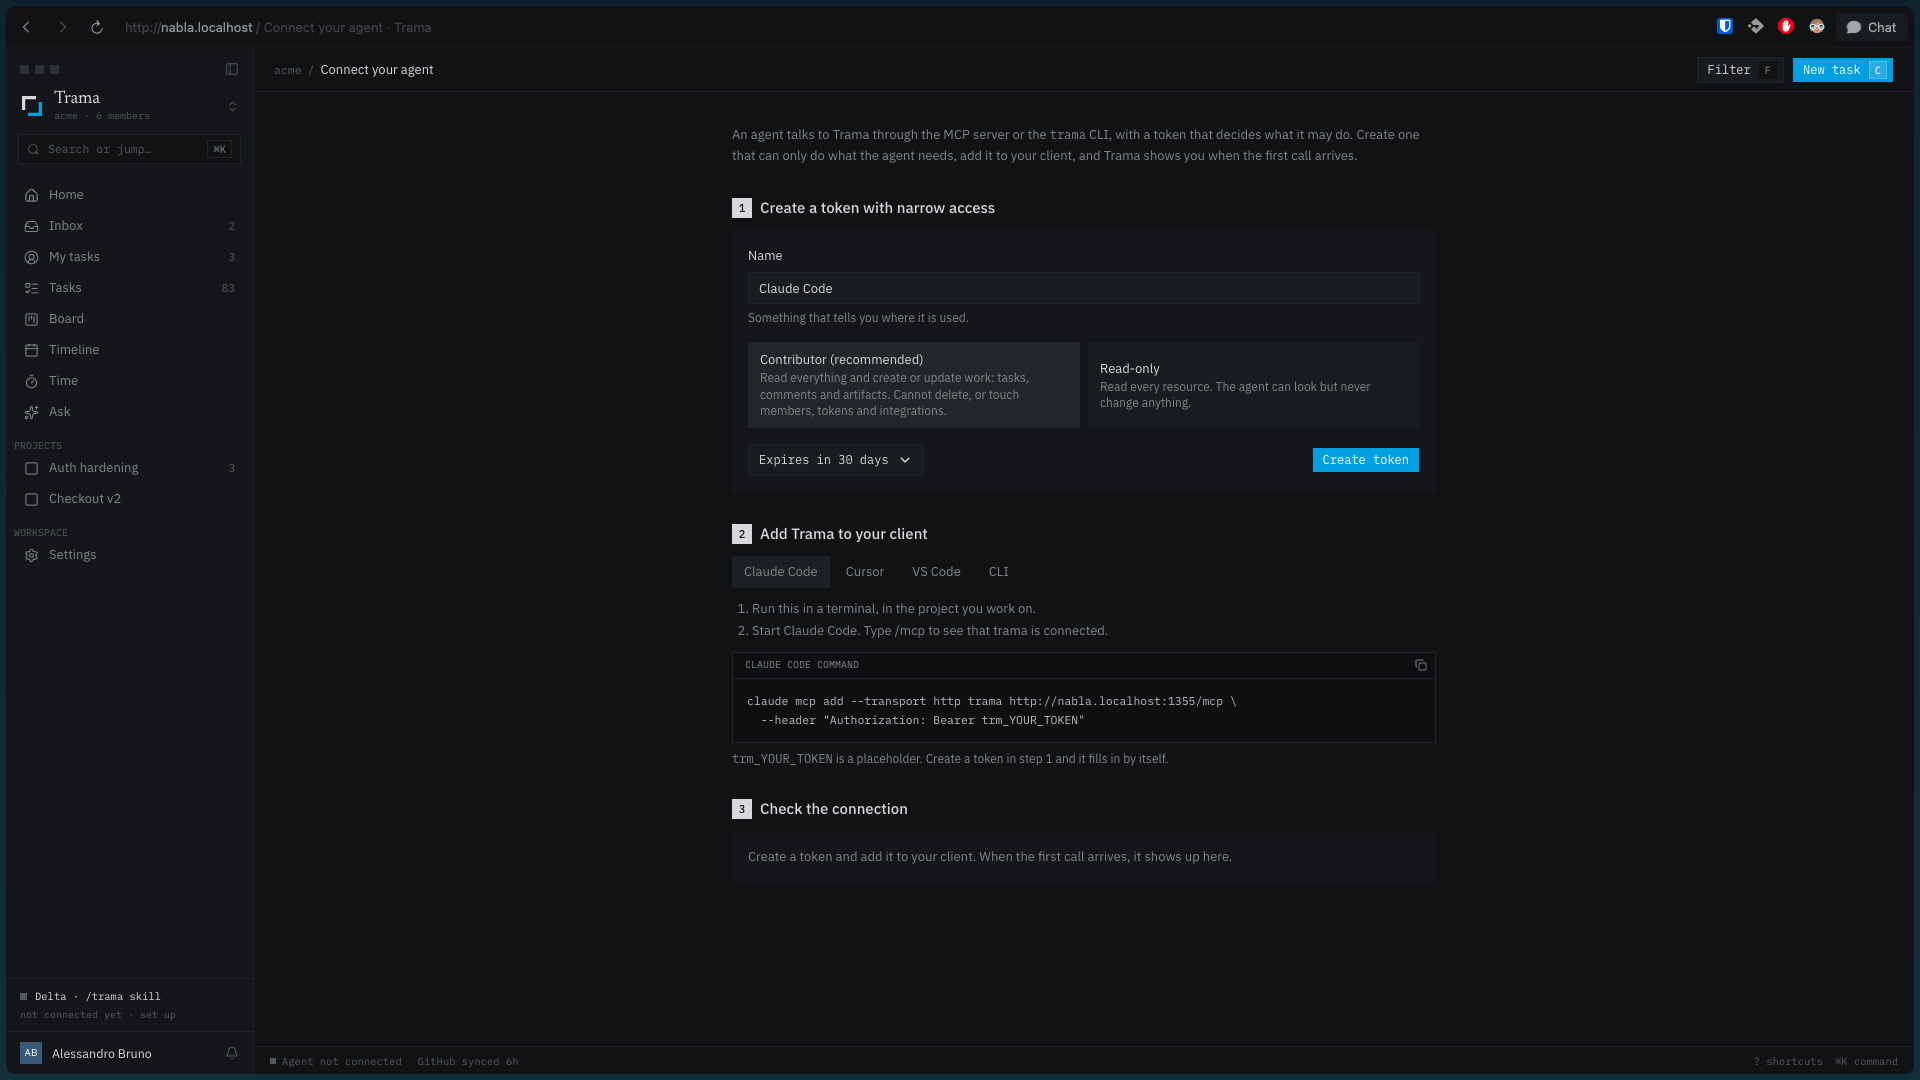 http://nabla.localhost / Connect your agent · Trama
Chat
Trama
acme · 6 members
Search or jump… ⌘K
Home
Inbox 2
My tasks 3
Tasks 83
Board
Timeline
Time
Ask
PROJECTS
Auth hardening 3
Checkout v2
WORKSPACE
Settings
Delta · /trama skill
not connected yet · set up
AB Alessandro Bruno
acme / Connect your agent
Filter F
New task C
An agent talks to Trama through the MCP server or the trama CLI, with a token that decides what it may do. Create one
that can only do what the agent needs, add it to your client, and Trama shows you when the first call arrives.
1 Create a token with narrow access
Name
Claude Code
Something that tells you where it is used.
Contributor (recommended)
Read everything and create or update work: tasks,
comments and artifacts. Cannot delete, or touch
members, tokens and integrations.
Read-only
Read every resource. The agent can look but never
change anything.
Expires in 30 days
Create token
2 Add Trama to your client
Claude Code Cursor VS Code CLI
1. Run this in a terminal, in the project you work on.
2. Start Claude Code. Type /mcp to see that trama is connected.
CLAUDE CODE COMMAND
claude mcp add --transport http trama http://nabla.localhost:1355/mcp \
--header "Authorization: Bearer trm_YOUR_TOKEN"
trm_YOUR_TOKEN is a placeholder. Create a token in step 1 and it fills in by itself.
3 Check the connection
Create a token and add it to your client. When the first call arrives, it shows up here.
Agent not connected GitHub synced 6h
? shortcuts ⌘K command